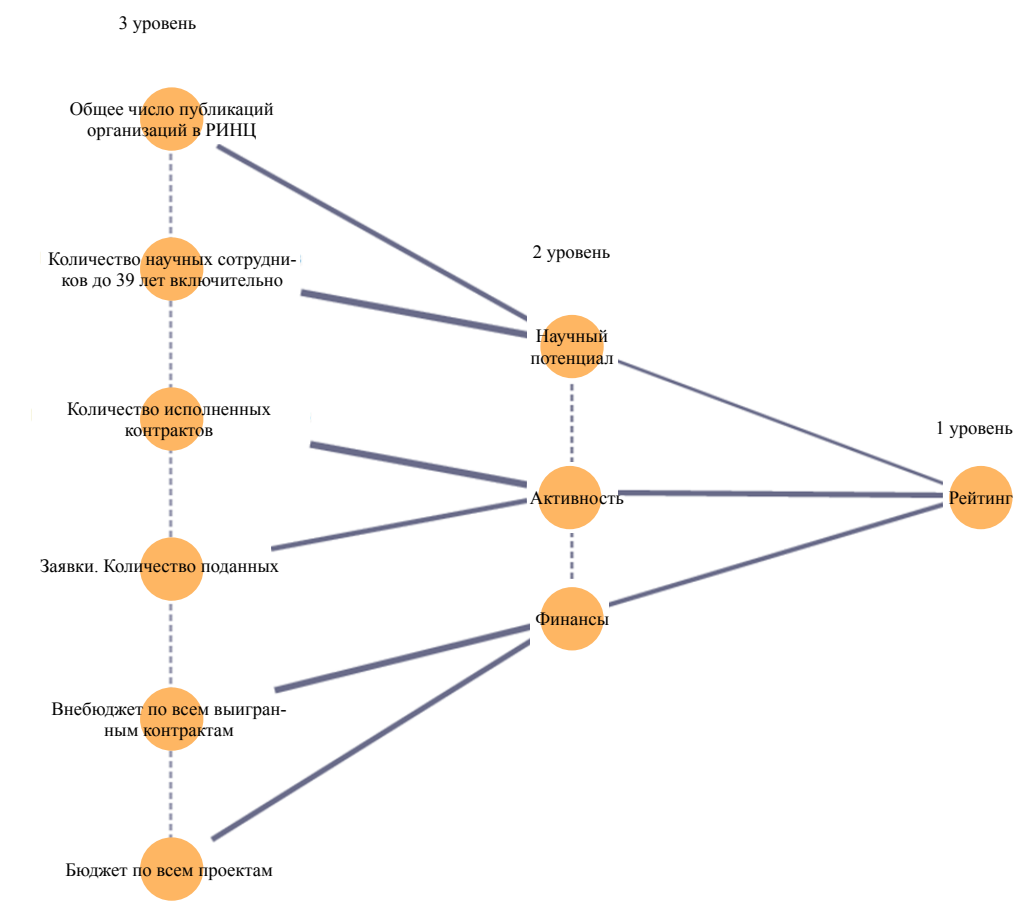 3 уровень
Общее число публикаций
организаций в РИНЦ
Количество научных сотрудни-
ков до 39 лет включительно
Количество исполненных
контрактов
Заявки. Количество поданных
Внебюджет по всем выигран-
ным контрактам
Бюджет по всем проектам
2 уровень
Научный
потенциал
Активность
Финансы
1 уровень
Рейтинг